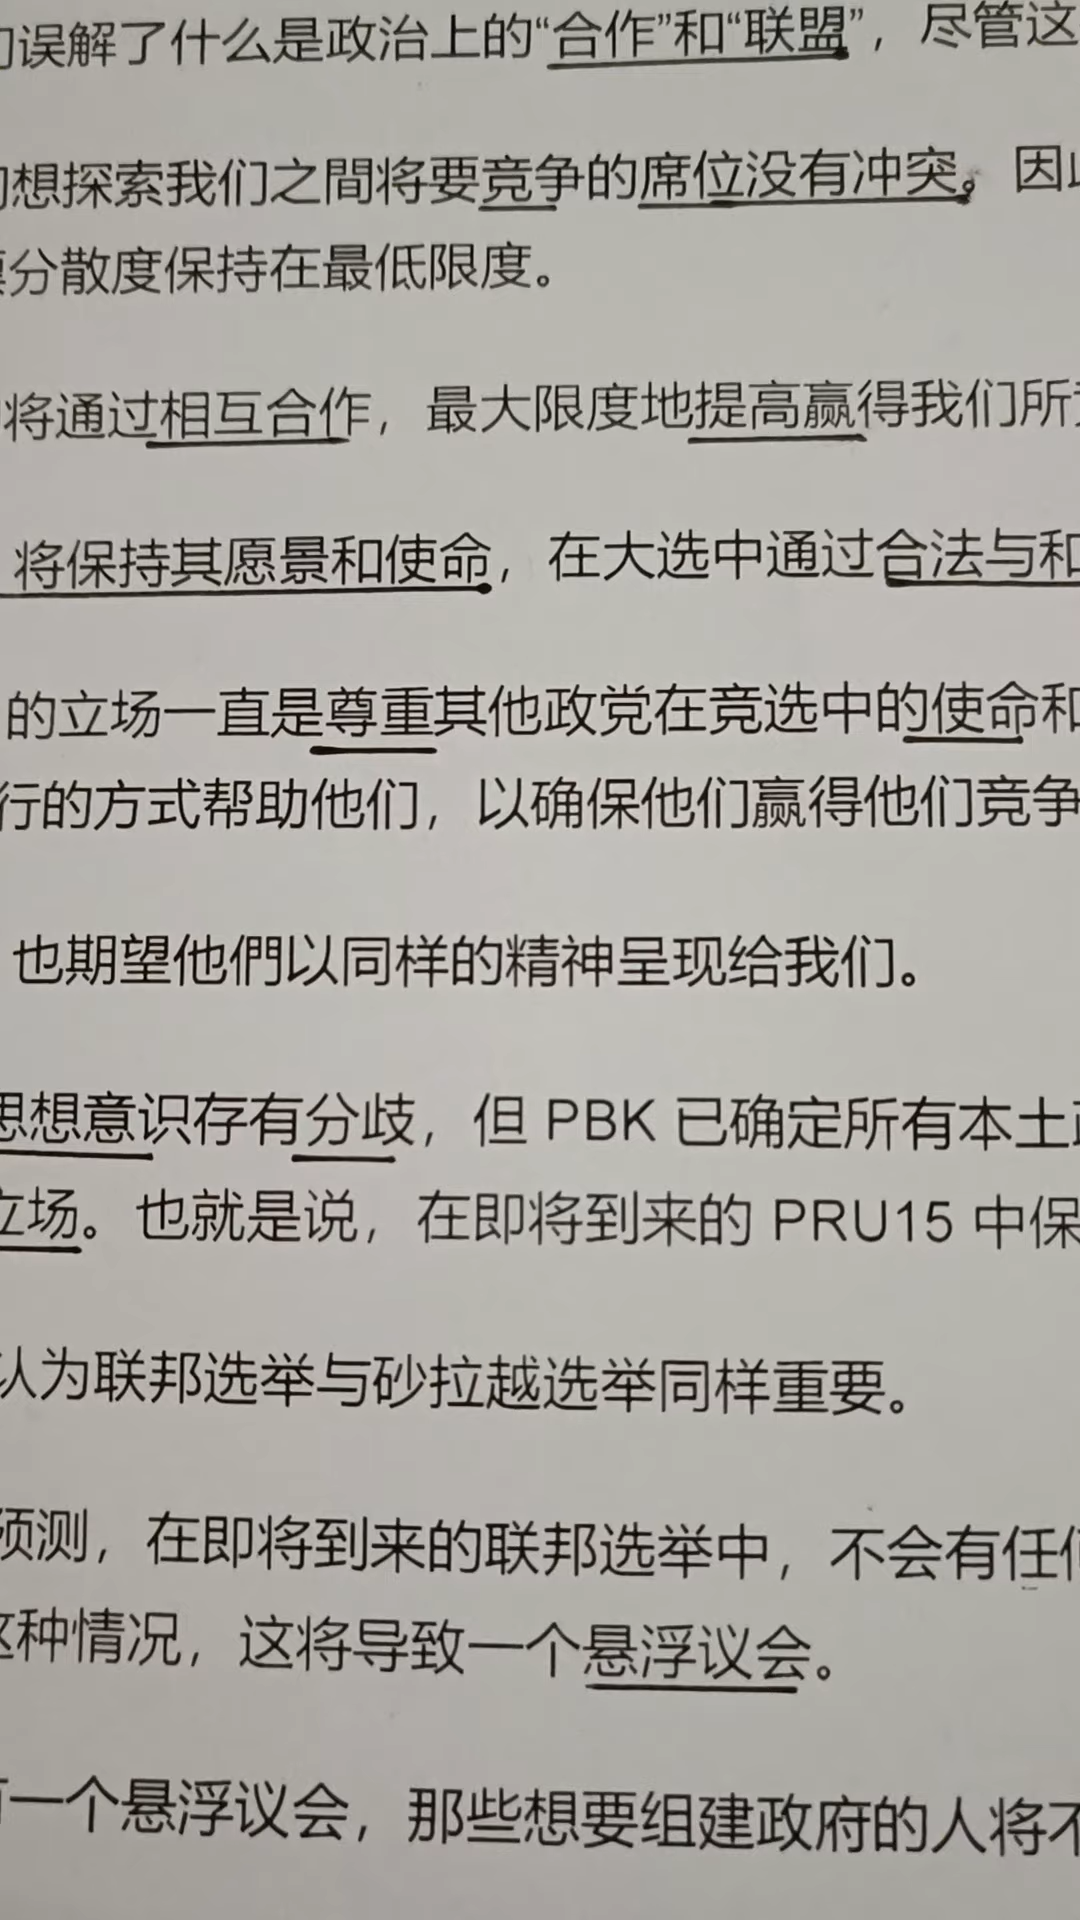 误解了什么是政治上的“合作”和“联盟”，尽管这
想探索我们之間将要竞争的席位没有冲突。因
分散度保持在最低限度。
将通过相互合作，最大限度地提高赢得我们所
将保持其愿景和使命，在大选中通过合法与和
的立场一直是尊重其他政党在竞选中的使命和
行的方式帮助他们，以确保他们赢得他们竞争
也期望他們以同样的精神呈现给我们。
思想意识存有分歧，但 PBK 已确定所有本土
立场。也就是说，在即将到来的 PRU15 中保
认为联邦选举与砂拉越选举同样重要。
预测，在即将到来的联邦选举中，不会有任何
这种情况，这将导致一个悬浮议会。
一个悬浮议会，那些想要组建政府的人将不